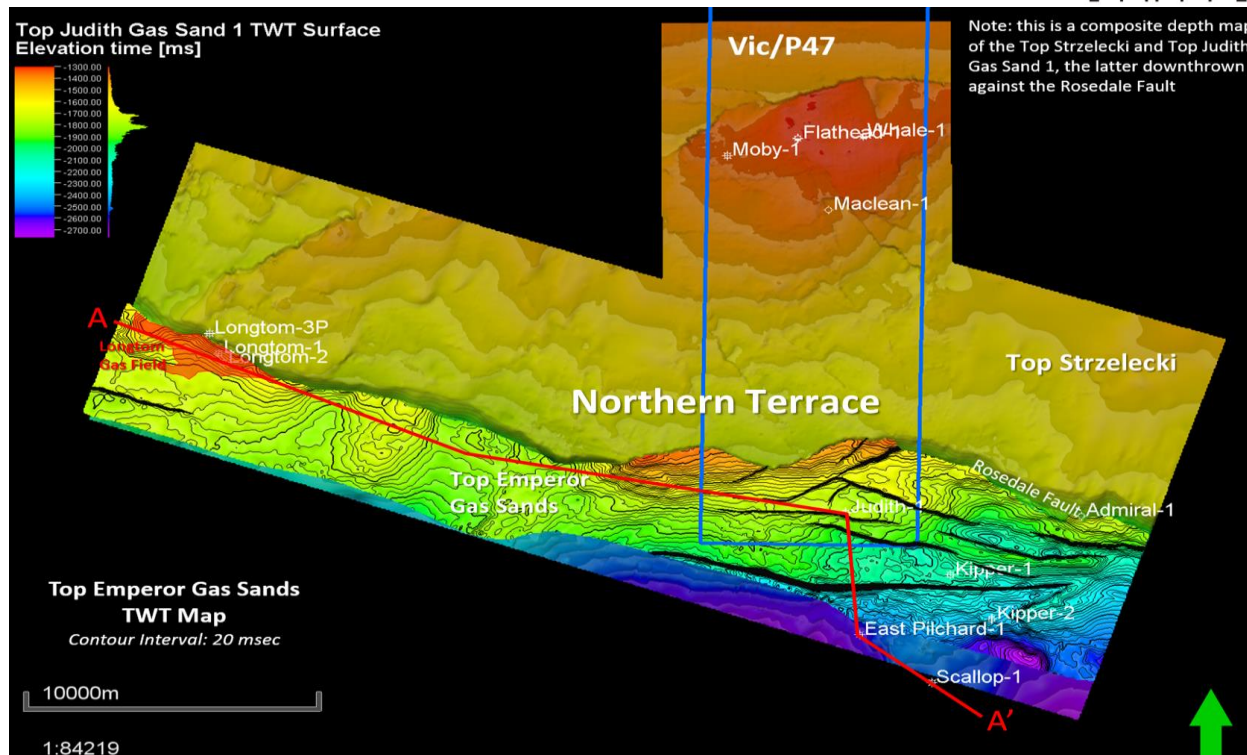 Top Judith Gas Sand 1 TWT Surface
Elevation time [ms]
-1300.00
-1400.00
-1500.00
-1600.00
-1700.00
-1800.00
-1900.00
-2000.00
-2100.00
-2200.00
-2300.00
-2400.00
-2500.00
-2600.00
-2700.00
Vic/P47
Note: this is a composite depth map
of the Top Strzelecki and Top Judith
Gas Sand 1, the latter downthrown
against the Rosedale Fault
Flathead-1
Whale-1
Moby-1
Maclean-1
A
Longtom-3P
Longtom-1
Longtom-2
Longtom
Gas Field
Top Strzelecki
Northern Terrace
Rosedale Fault
Top Emperor
Gas Sands
Judith-1
Admiral-1
Kipper-1
Kipper-2
East Pilchard-1
Scallop-1
A'
Top Emperor Gas Sands
TWT Map
Contour Interval: 20 msec
10000m
1:84219